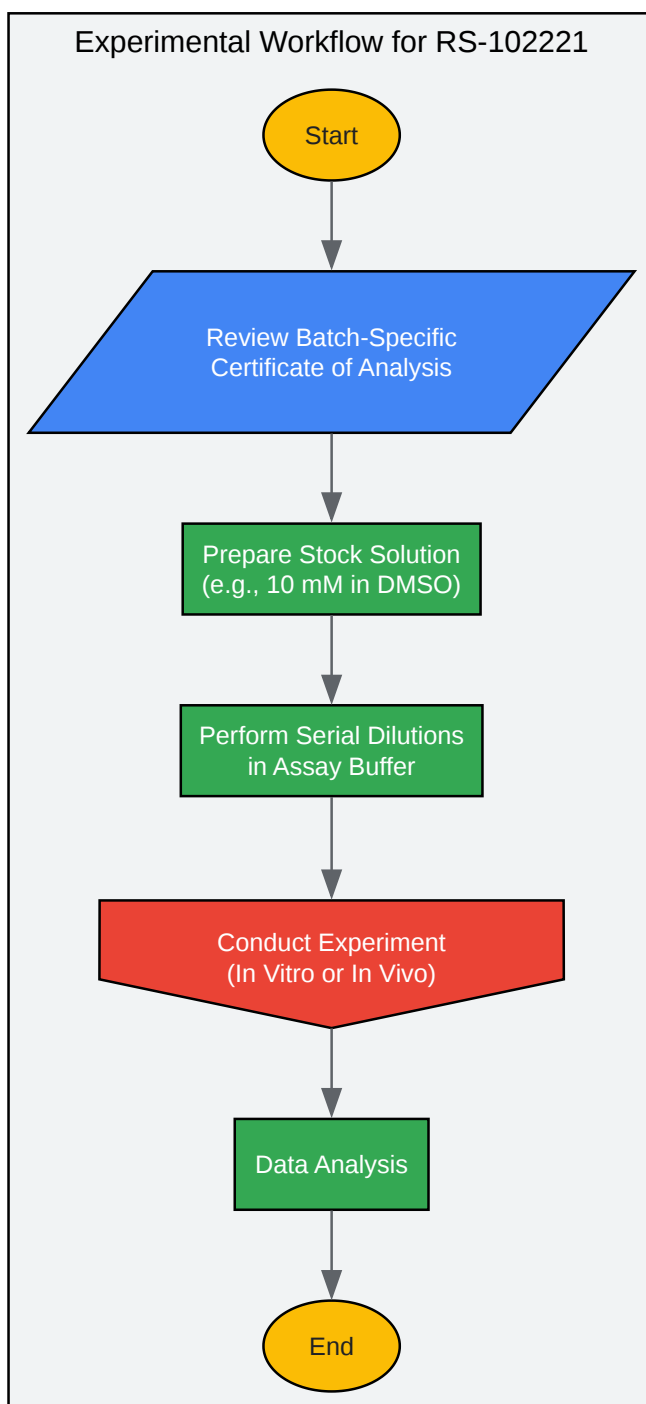 Experimental Workflow for RS-102221
Start
Review Batch-Specific
Certificate of Analysis
Prepare Stock Solution
(e.g., 10 mM in DMSO)
Perform Serial Dilutions
in Assay Buffer
Conduct Experiment
(In Vitro or In Vivo)
Data Analysis
End